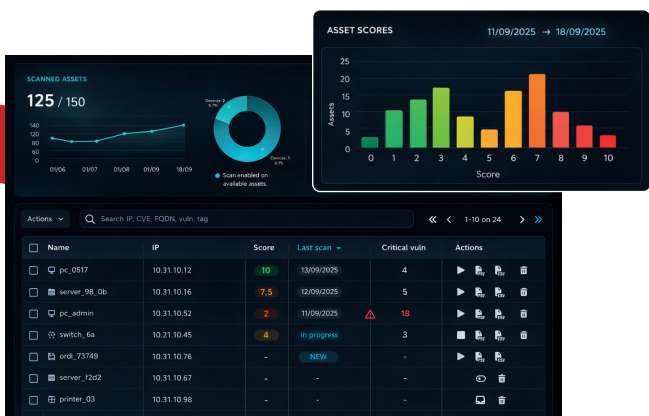 ASSET SCORES
11/09/2025 → 18/09/2025
25
20
15
10
5
0
Assets
0 1 2 3 4 5 6 7 8 9 10
Score
SCANNED ASSETS
125 / 150
140
120
80
60
0
01/06 01/07 01/08 01/09 18/09
Scan enabled on
available assets.
Actions
Search IP, CVE, FQDN, vuln, tag
1-10 on 24
Name IP Score Last scan Critical vuln Actions
pc_0517 10.31.10.12 10 13/09/2025 4
server_98_0b 10.31.10.16 7,5 12/09/2025 5
pc_admin 10.31.10.52 2 11/09/2025 18
switch_6a 10.21.10.45 4 in progress 3
ordi_73749 10.31.10.76 - NEW -
server_f2d2 10.31.10.67 - - -
printer_03 10.31.10.98 - - -